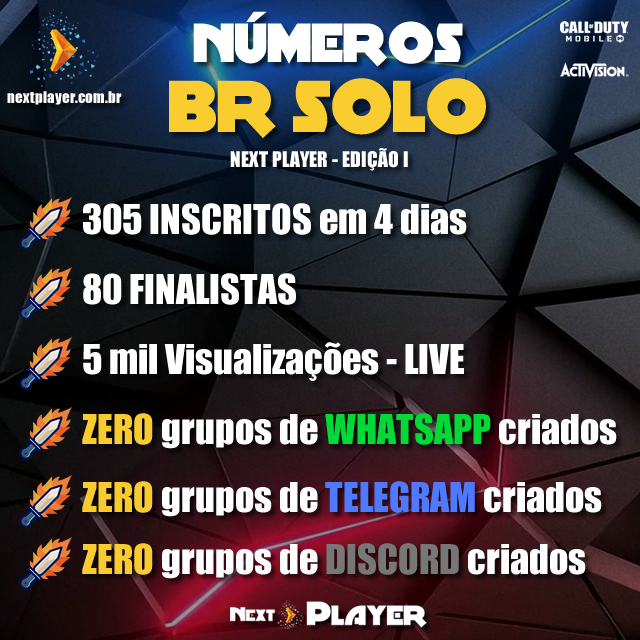 NÚMEROS
CALL OF DUTY
MOBILE
ACTIVISION
BR SOLO
nextplayer.com.br
NEXT PLAYER - EDIÇÃO I
305 INSCRITOS em 4 dias
80 FINALISTAS
5 mil Visualizações - LIVE
ZERO grupos de WHATSAPP criados
ZERO grupos de TELEGRAM criados
ZERO grupos de DISCORD criados
NEXT PLAYER